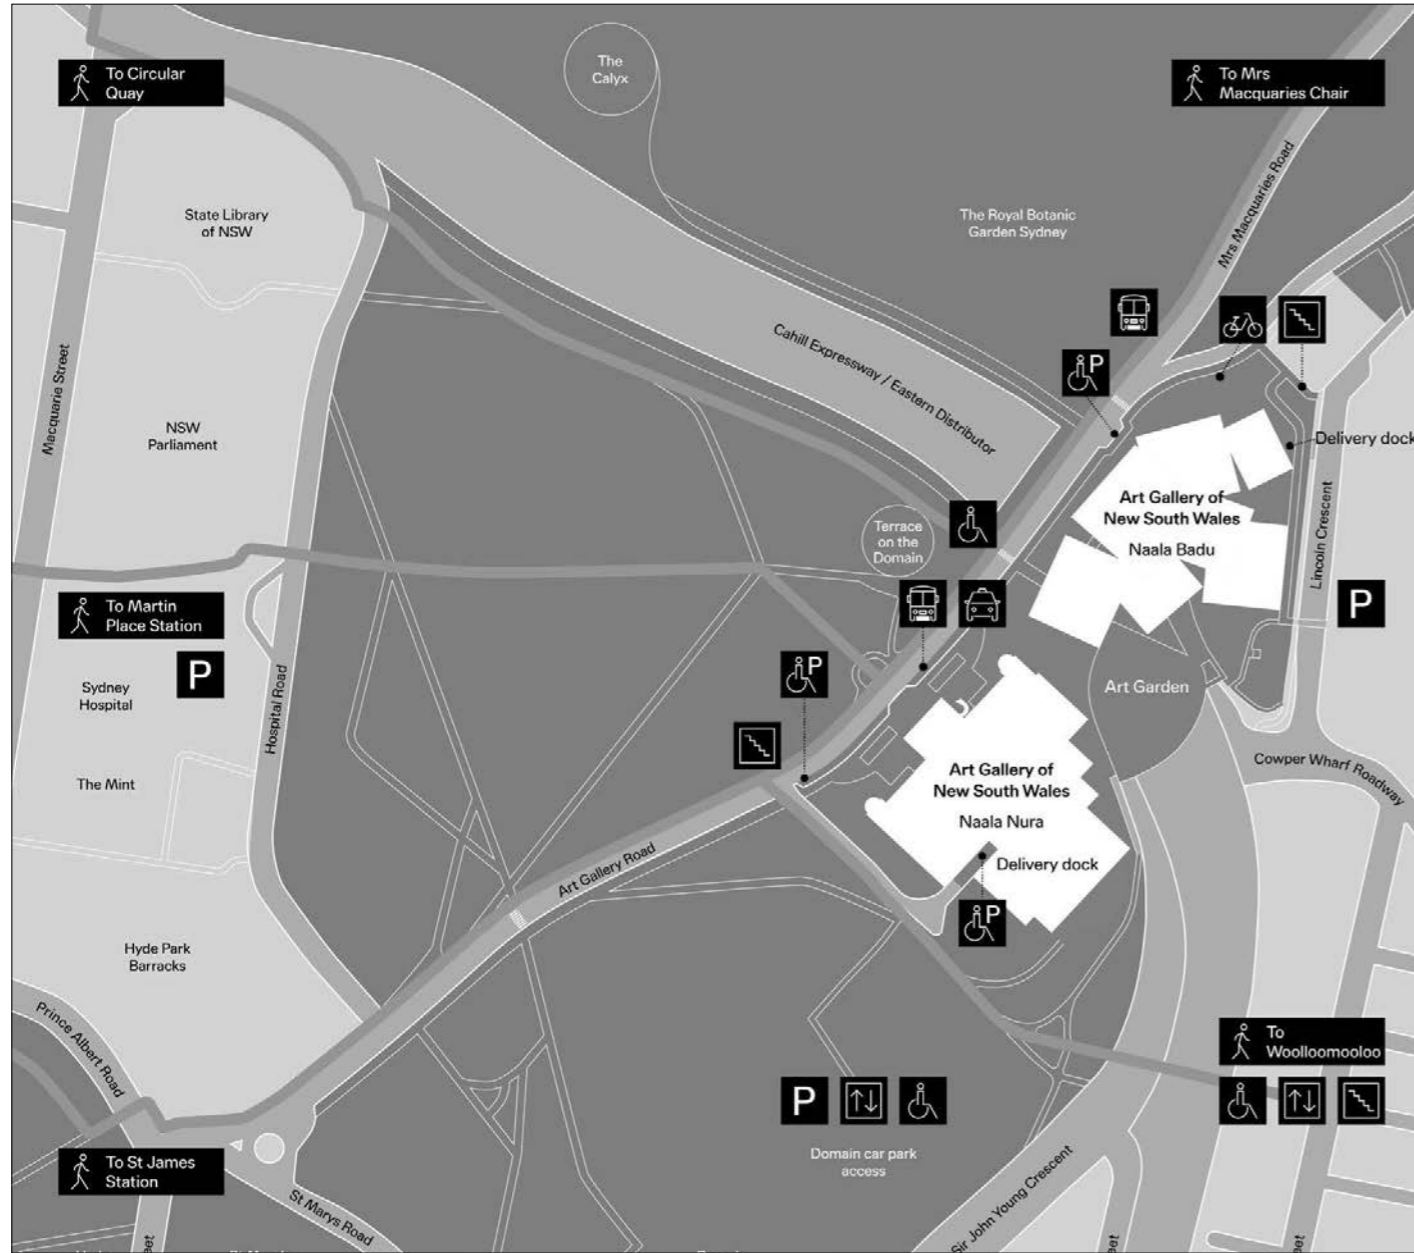 To Circular
Quay
The
Calyx
To Mrs
Macquaries Chair
State Library
of NSW
The Royal Botanic
Garden Sydney
Mrs Macquaries Road
Macquarie Street
Cahill Expressway / Eastern Distributor
P
NSW
Parliament
Delivery dock
Art Gallery of
New South Wales
Naala Badu
Lincoln Crescent
Terrace
on the
Domain
To Martin
Place Station
P
P
P
Sydney
Hospital
Hospital Road
Art Garden
The Mint
Art Gallery of
New South Wales
Naala Nura
Cowper Wharf Roadway
Art Gallery Road
Delivery dock
P
Hyde Park
Barracks
Prince Albert Road
To
Woolloomooloo
P
Domain car park
access
To St James
Station
St Marys Road
Sir John Young Crescent